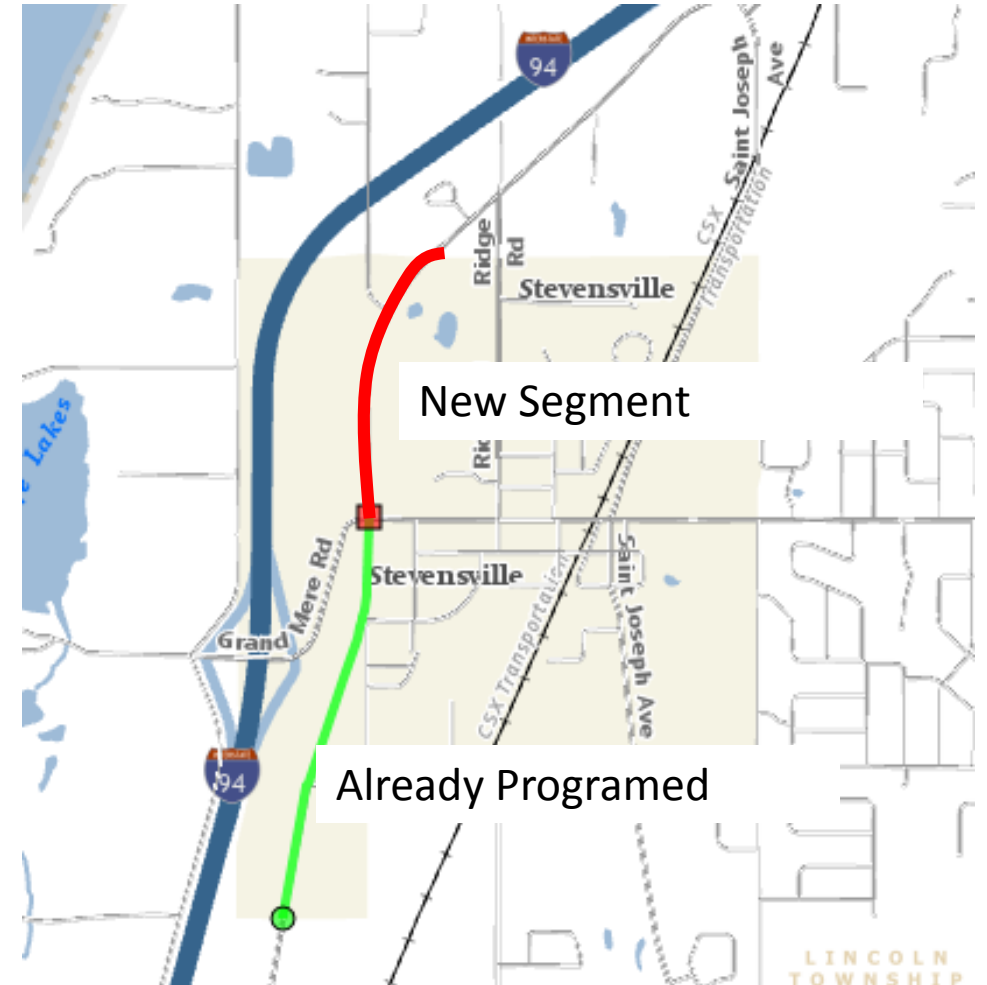 94
Saint Joseph
Ave
CSX
Transportation
Ridge
Rd
Stevensville
New Segment
e Lakes
Mere Rd
Stevensville
Grand
Saint Joseph Ave
CSX Transportation
94
Already Programed
LINCOLN
TOWNSHIP